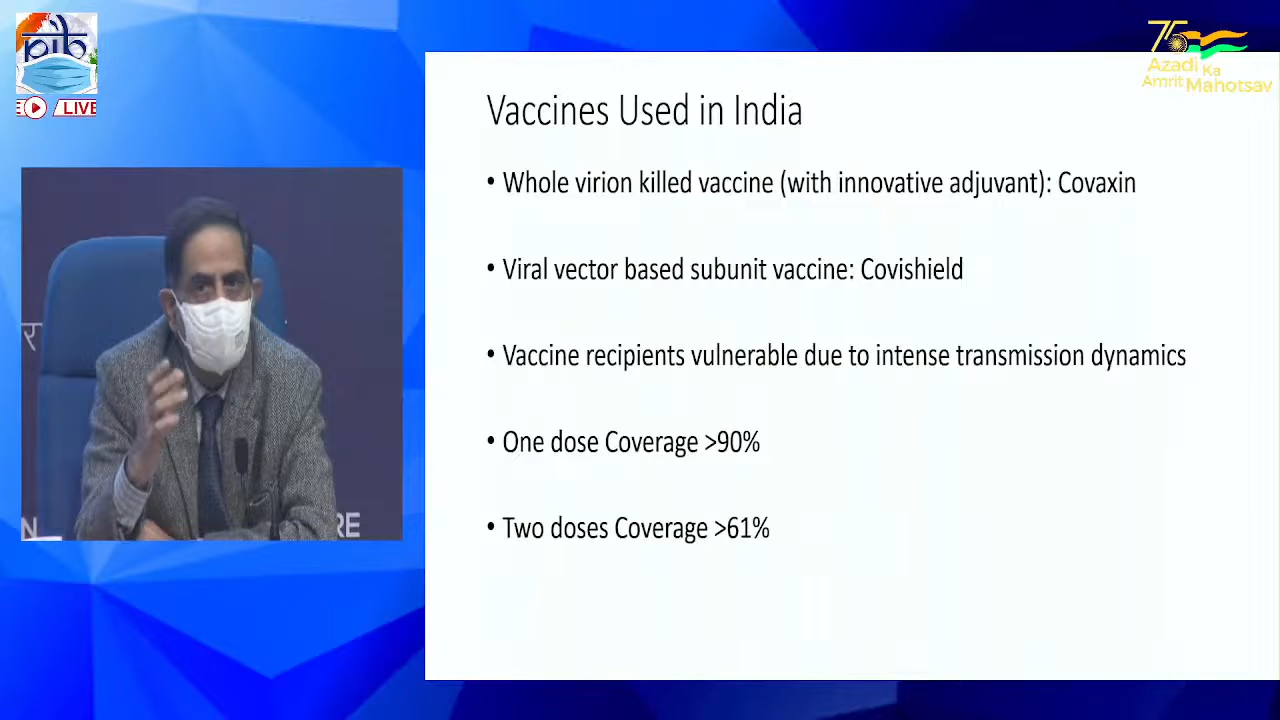 pib
LIVE
75
Azadi Ka
Amrit Mahotsav
र
N
RE
Vaccines Used in India
• Whole virion killed vaccine (with innovative adjuvant): Covaxin
• Viral vector based subunit vaccine: Covishield
• Vaccine recipients vulnerable due to intense transmission dynamics
• One dose Coverage >90%
• Two doses Coverage >61%